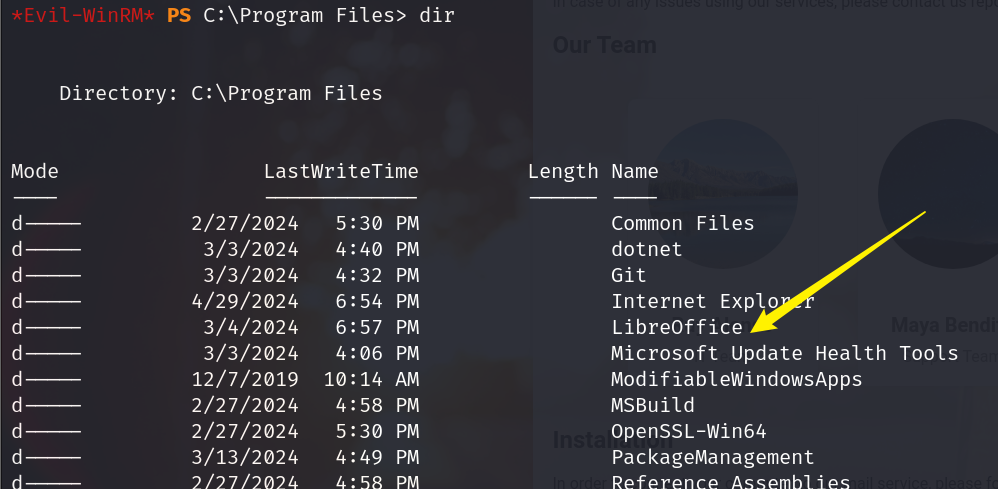 *Evil-WinRM* PS C:\Program Files> dir
In case of any issues using our services, please contact us repo
Our Team
Directory: C:\Program Files
Mode LastWriteTime Length Name
---- ------------- ------ ----
d----- 2/27/2024 5:30 PM Common Files
d----- 3/3/2024 4:40 PM dotnet
d----- 3/3/2024 4:32 PM Git
d----- 4/29/2024 6:54 PM Internet Explorer
d----- 3/4/2024 6:57 PM LibreOffice
Maya Bendi
d----- 3/3/2024 4:06 PM Microsoft Update Health Tools
d----- 12/7/2019 10:14 AM ModifiableWindowsApps
d----- 2/27/2024 4:58 PM MSBuild
d----- 2/27/2024 5:30 PM OpenSSL-Win64
Installation
d----- 3/13/2024 4:49 PM PackageManagement
d----- 2/27/2024 4:58 PM Reference Assemblies
In order mail service, please fo